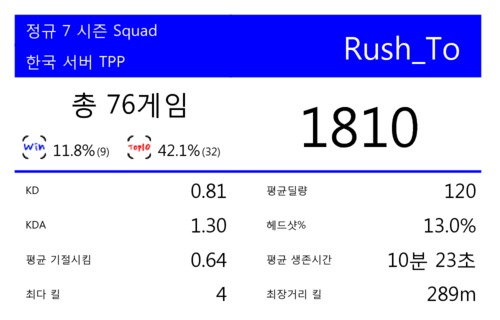 정규 7 시즌 Squad
한국 서버 TPP
Rush_To
총 76게임
Win 11.8%(9) TOP10 42.1%(32)
1810
KD 0.81
평균딜량 120
KDA 1.30
헤드샷% 13.0%
평균 기절시킴 0.64
평균 생존시간 10분 23초
최다 킬 4
최장거리 킬 289m